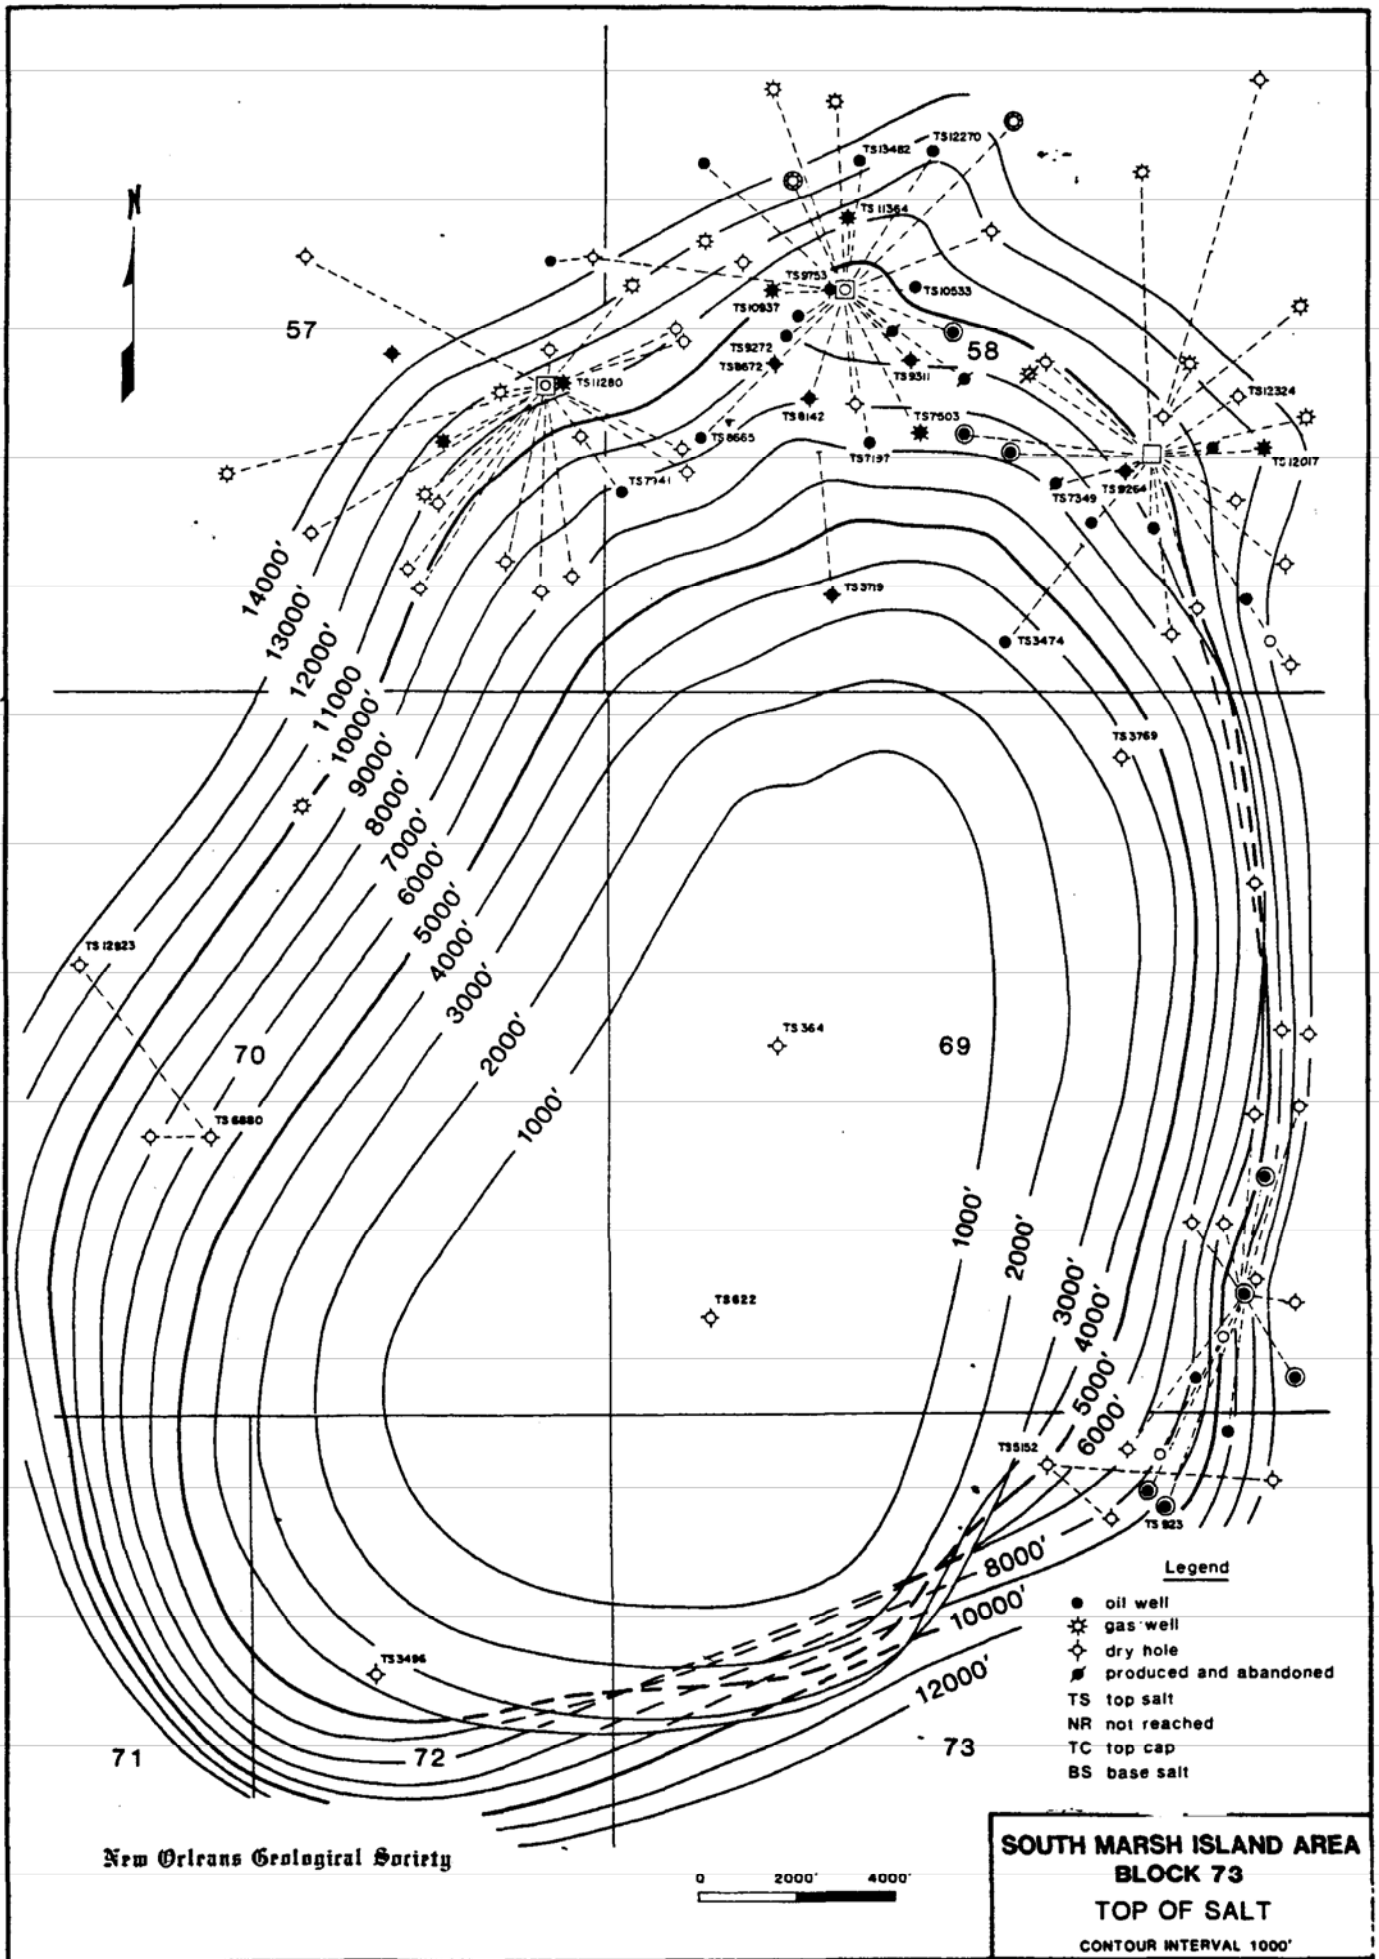 N
TS13482
TS12270
TS11364
TS9753
TS10937
TS10533
57
TS9272
58
TS8672
TS9311
TS11280
TS12324
TS8142
TS7503
TS8665
TS7197
TS12017
TS7349
TS9264
14000'
13000'
12000'
11000
10000'
9000'
8000'
7000'
6000'
5000'
4000'
3000'
2000'
1000'
TS3719
TS3474
TS3769
TS12823
TS364
70
69
TS6880
1000'
2000'
3000'
4000'
5000'
6000'
TS622
TS5152
TS923
8000'
10000'
12000'
TS3496
71
72
73
Legend
oil well
gas well
dry hole
produced and abandoned
TS top salt
NR not reached
TC top cap
BS base salt
New Orleans Geological Society
0 2000' 4000'
SOUTH MARSH ISLAND AREA
BLOCK 73
TOP OF SALT
CONTOUR INTERVAL 1000'